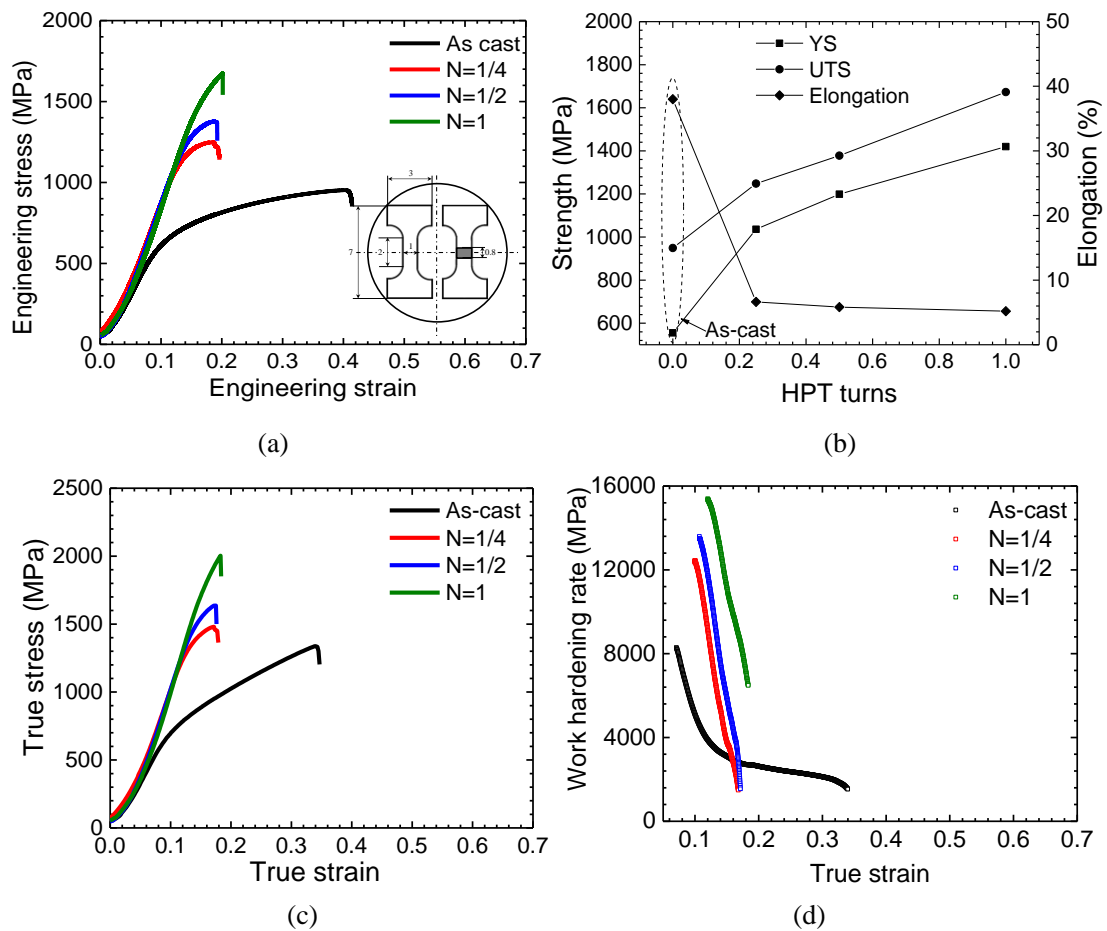 2000
1500
1000
500
0
Engineering stress (MPa)
As cast
N=1/4
N=1/2
N=1
3
7
2
1
0.8
0.0 0.1 0.2 0.3 0.4 0.5 0.6 0.7
Engineering strain
(a)
2000
1800
1600
1400
1200
1000
800
600
Strength (MPa)
YS
UTS
Elongation
As-cast
50
40
30
20
10
0
Elongation (%)
0.0 0.2 0.4 0.6 0.8 1.0
HPT turns
(b)
2500
2000
1500
1000
500
0
True stress (MPa)
As-cast
N=1/4
N=1/2
N=1
0.0 0.1 0.2 0.3 0.4 0.5 0.6 0.7
True strain
(c)
16000
12000
8000
4000
0
Work hardening rate (MPa)
As-cast
N=1/4
N=1/2
N=1
0.1 0.2 0.3 0.4 0.5 0.6 0.7
True strain
(d)